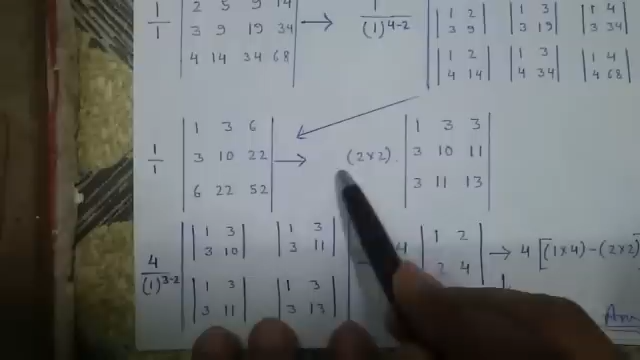 1/1 | 2 5 9 14 | → 1/(1)^4-2 | |1 2| |1 3| |1 4|
| 3 9 19 34 | | |3 9| |3 19| |3 34|
| 4 14 34 68 | | |1 2| |1 3| |1 4|
| |4 14| |4 34| |4 68|
| 1 3 6 | | 1 3 3 |
1/1 | 3 10 22 | → (2×2). | 3 10 11 |
| 6 22 52 | | 3 11 13 |
4/(1)^3-2 | |1 3| |1 3| | 4 | 1 2 | → 4 [(1×4)-(2×2)]
| |3 10| |3 11| | | 2 4 |
| |1 3| |1 3| |
| |3 11| |3 13| | Ans